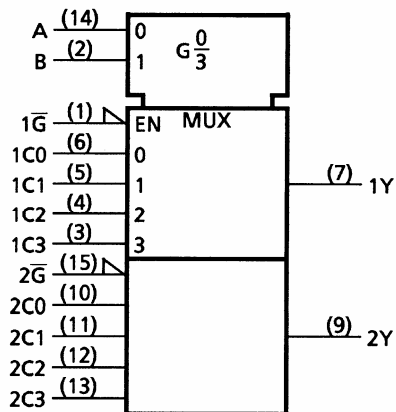 A (14) 0
B (2) 1
G 0/3
1G̅ (1) EN MUX
1C0 (6) 0
1C1 (5) 1
1C2 (4) 2
1C3 (3) 3
(7) 1Y
2G̅ (15)
2C0 (10)
2C1 (11)
2C2 (12)
2C3 (13)
(9) 2Y